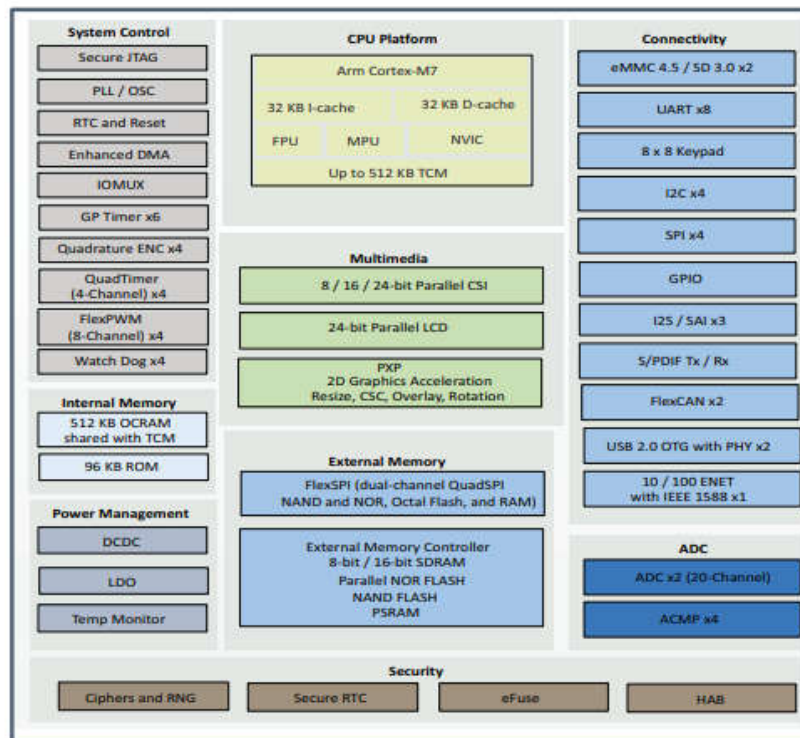 System Control
Secure JTAG
PLL / OSC
RTC and Reset
Enhanced DMA
IOMUX
GP Timer x6
Quadrature ENC x4
QuadTimer
(4-Channel) x4
FlexPWM
(8-Channel) x4
Watch Dog x4
Internal Memory
512 KB OCRAM
shared with TCM
96 KB ROM
Power Management
DCDC
LDO
Temp Monitor
CPU Platform
Arm Cortex-M7
32 KB I-cache
32 KB D-cache
FPU
MPU
NVIC
Up to 512 KB TCM
Multimedia
8 / 16 / 24-bit Parallel CSI
24-bit Parallel LCD
PXP
2D Graphics Acceleration
Resize, CSC, Overlay, Rotation
External Memory
FlexSPI (dual-channel QuadSPI
NAND and NOR, Octal Flash, and RAM)
External Memory Controller
8-bit / 16-bit SDRAM
Parallel NOR FLASH
NAND FLASH
PSRAM
Connectivity
eMMC 4.5 / SD 3.0 x2
UART x8
8 x 8 Keypad
I2C x4
SPI x4
GPIO
I2S / SAI x3
S/PDIF Tx / Rx
FlexCAN x2
USB 2.0 OTG with PHY x2
10 / 100 ENET
with IEEE 1588 x1
ADC
ADC x2 (20-Channel)
ACMP x4
Security
Ciphers and RNG
Secure RTC
eFuse
HAB